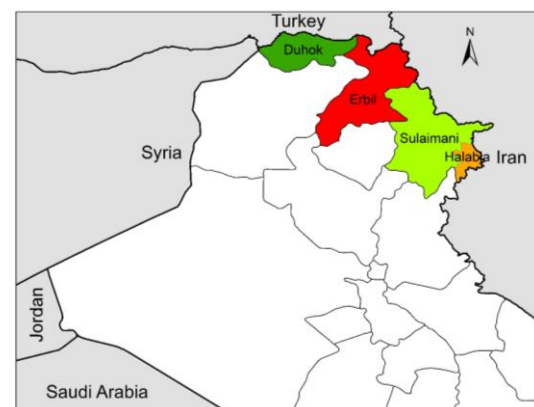 Turkey
N
Duhok
Erbil
Sulaimani
Syria
Halabja
Iran
Jordan
Saudi Arabia